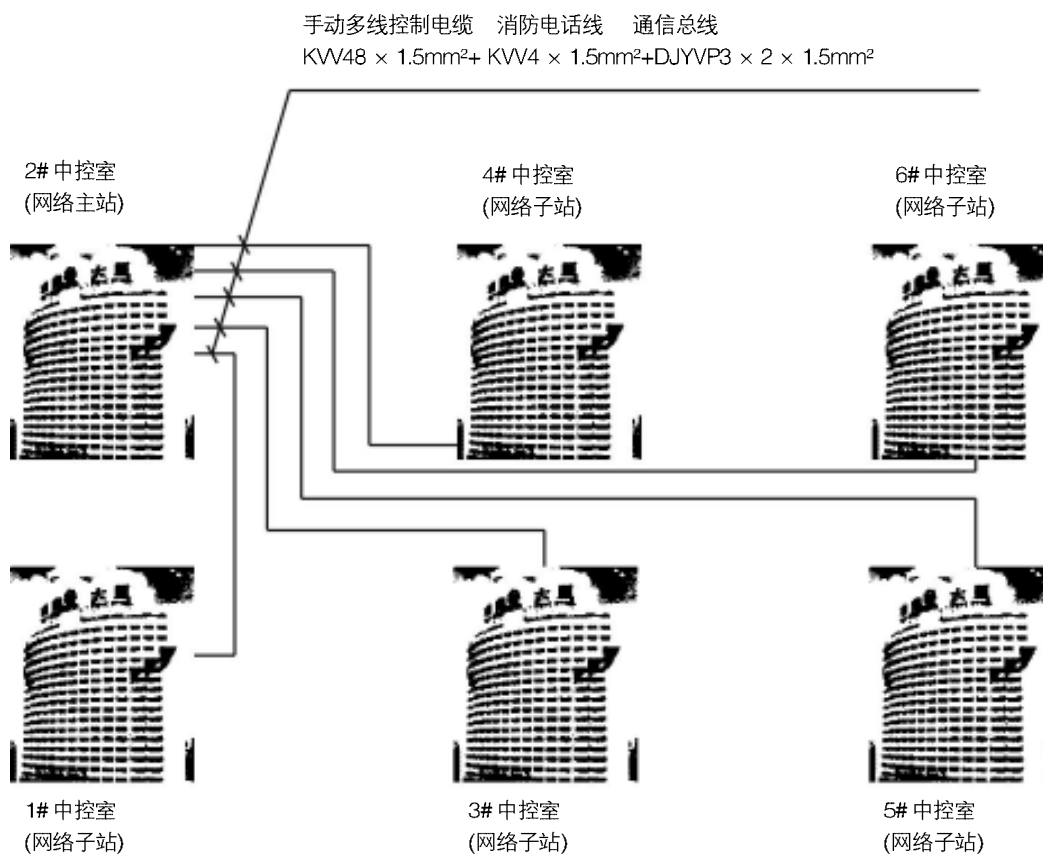 手动多线控制电缆 消防电话线 通信总线
KVV48 × 1.5mm²+ KVV4 × 1.5mm²+DJYVP3 × 2 × 1.5mm²
2# 中控室
(网络主站)
4# 中控室
(网络子站)
6# 中控室
(网络子站)
1# 中控室
(网络子站)
3# 中控室
(网络子站)
5# 中控室
(网络子站)